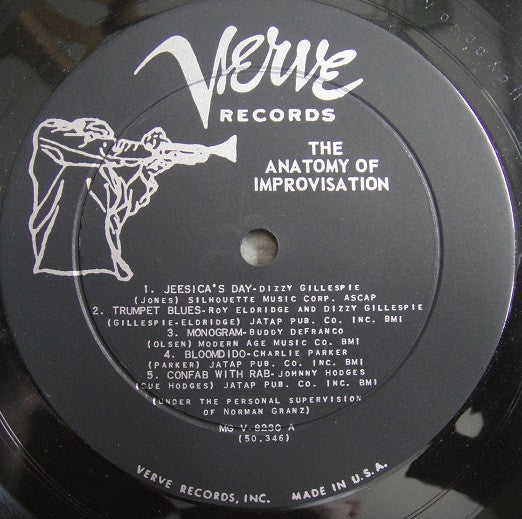 Verve
RECORDS
THE
ANATOMY OF
IMPROVISATION
1. JEESICA'S DAY-DIZZY GILLESPIE
(JONES) SILHOUETTE MUSIC CORP. ASCAP
2. TRUMPET BLUES-ROY ELDRIDGE AND DIZZY GILLESPIE
(GILLESPIE-ELDRIDGE) JATAP PUB. CO. INC. BMI
3. MONOGRAM-BUDDY DEFRANCO
(OLSEN) MODERN AGE MUSIC CO. BMI
4. BLOOMDIDO-CHARLIE PARKER
(PARKER) JATAP PUB. CO. INC. BMI
5. CONFAB WITH RAB-JOHNNY HODGES
(CUE HODGES) JATAP PUB. CO. INC. BMI
(UNDER THE PERSONAL SUPERVISION
OF NORMAN GRANZ)
MG V-8230 A
(50,346)
VERVE RECORDS, INC. MADE IN U.S.A.